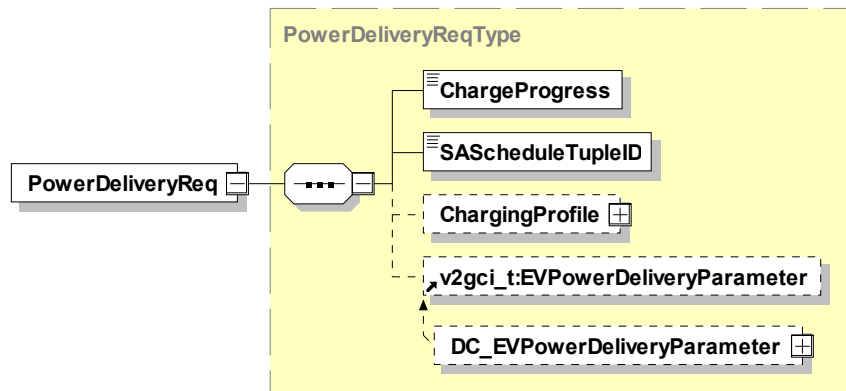 PowerDeliveryReqType
ChargeProgress
SAScheduleTupleID
PowerDeliveryReq
ChargingProfile
v2gci_t:EVPowerDeliveryParameter
DC_EVPowerDeliveryParameter